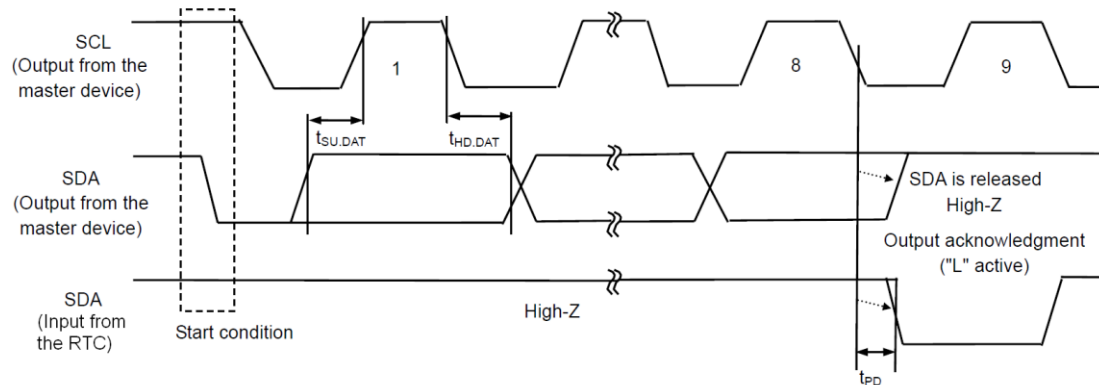 SCL
(Output from the
master device)
1
8
9
tSU.DAT
tHD.DAT
SDA
(Output from the
master device)
SDA is released
High-Z
Output acknowledgment
("L" active)
SDA
(Input from
the RTC)
Start condition
High-Z
tPD